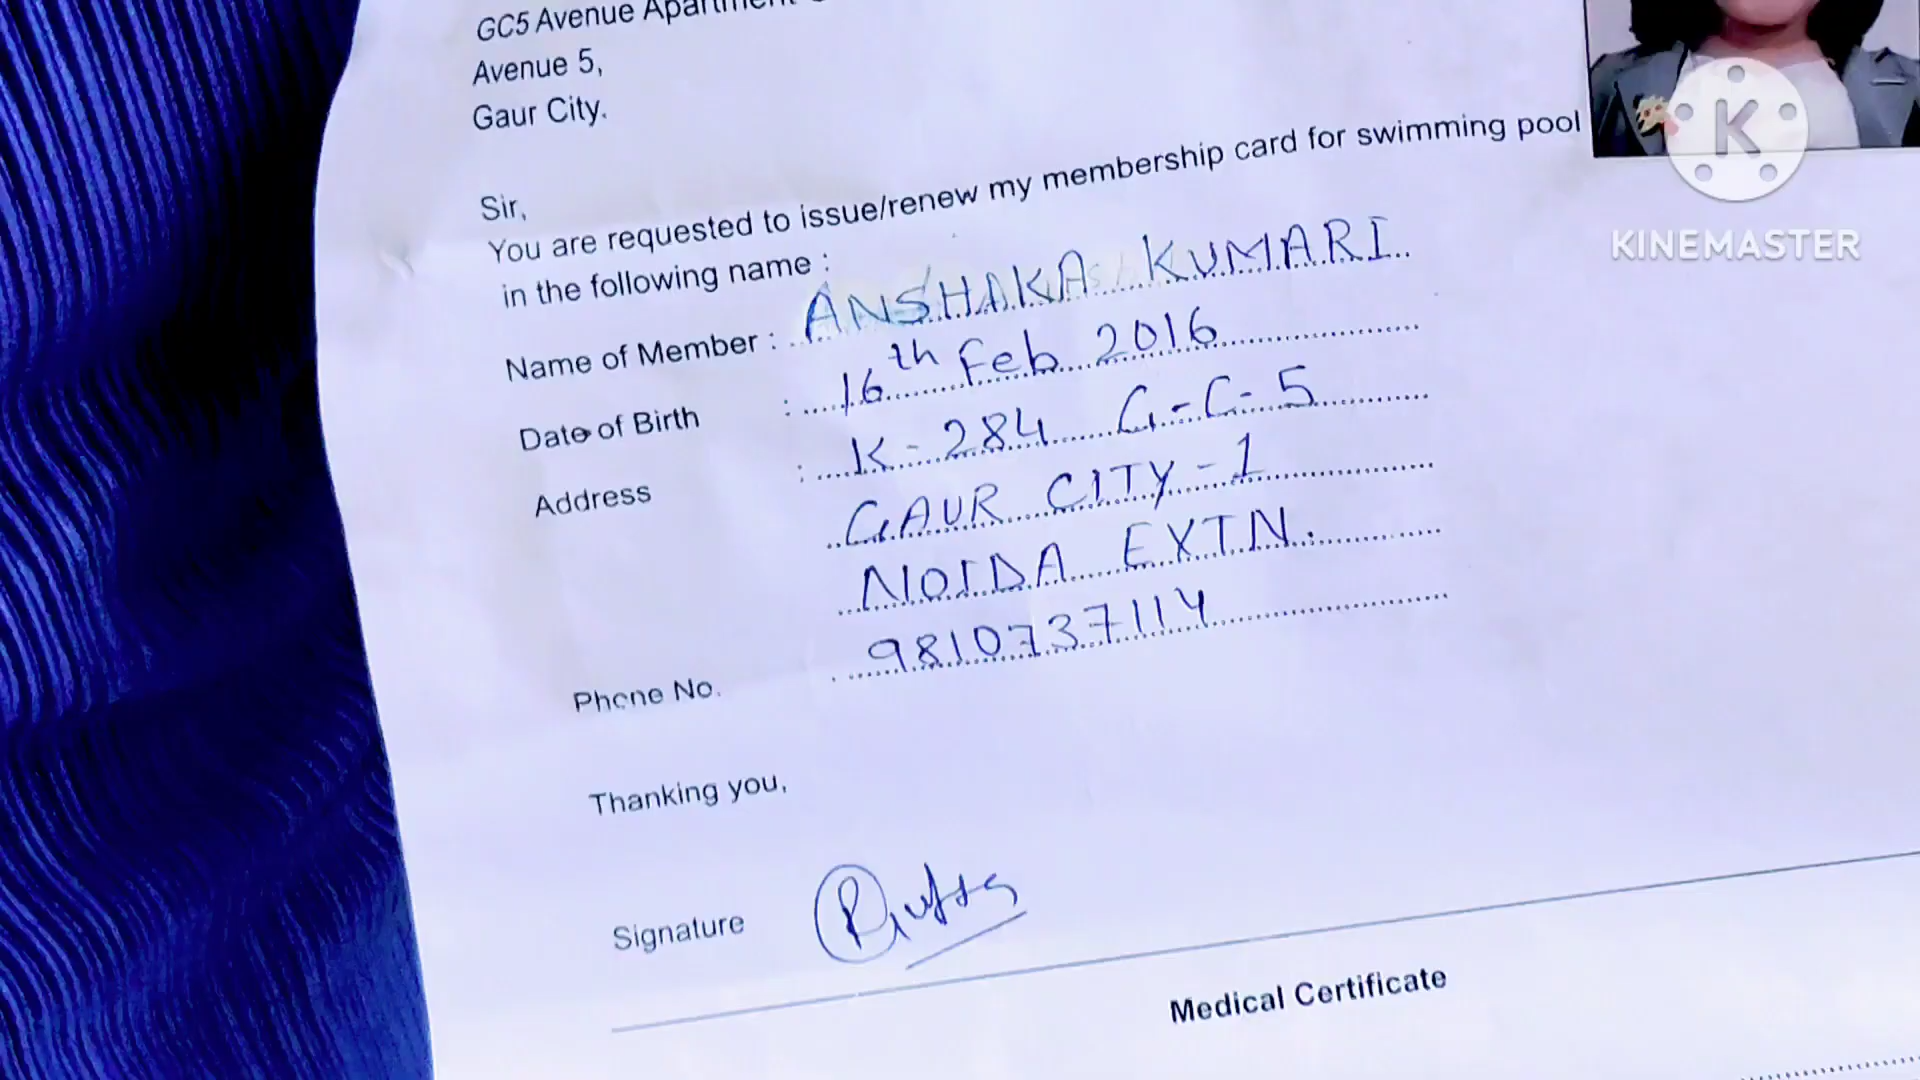 GC5 Avenue Apartment
Avenue 5,
Gaur City.
KINEMASTER
Sir,
You are requested to issue/renew my membership card for swimming pool
in the following name :
Name of Member : ANSHAKA KUMARI
Date of Birth : 16th Feb 2016
Address : K-284 G-C-5
GAUR CITY-1
NOIDA EXTN.
Phone No. 9810737114
Thanking you,
Signature
Medical Certificate